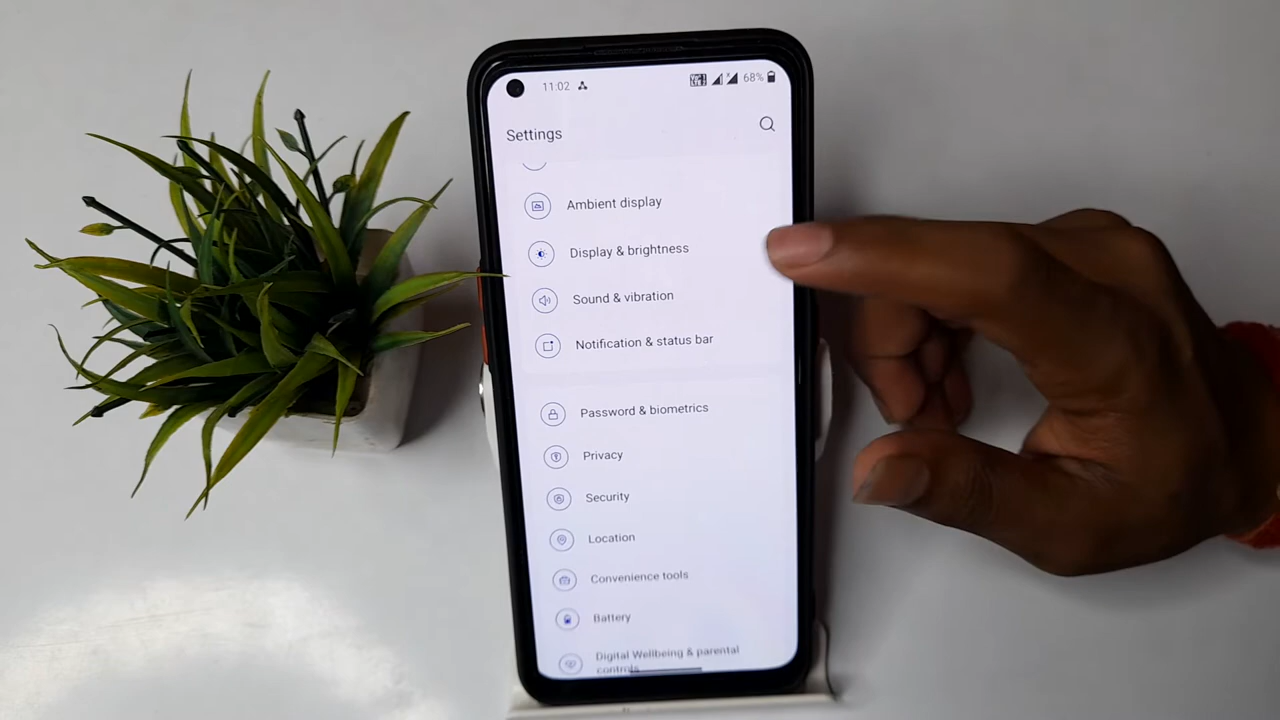 11:02
68%
Settings
Ambient display
Display & brightness
Sound & vibration
Notification & status bar
Password & biometrics
Privacy
Security
Location
Convenience tools
Battery
Digital Wellbeing & parental
controls